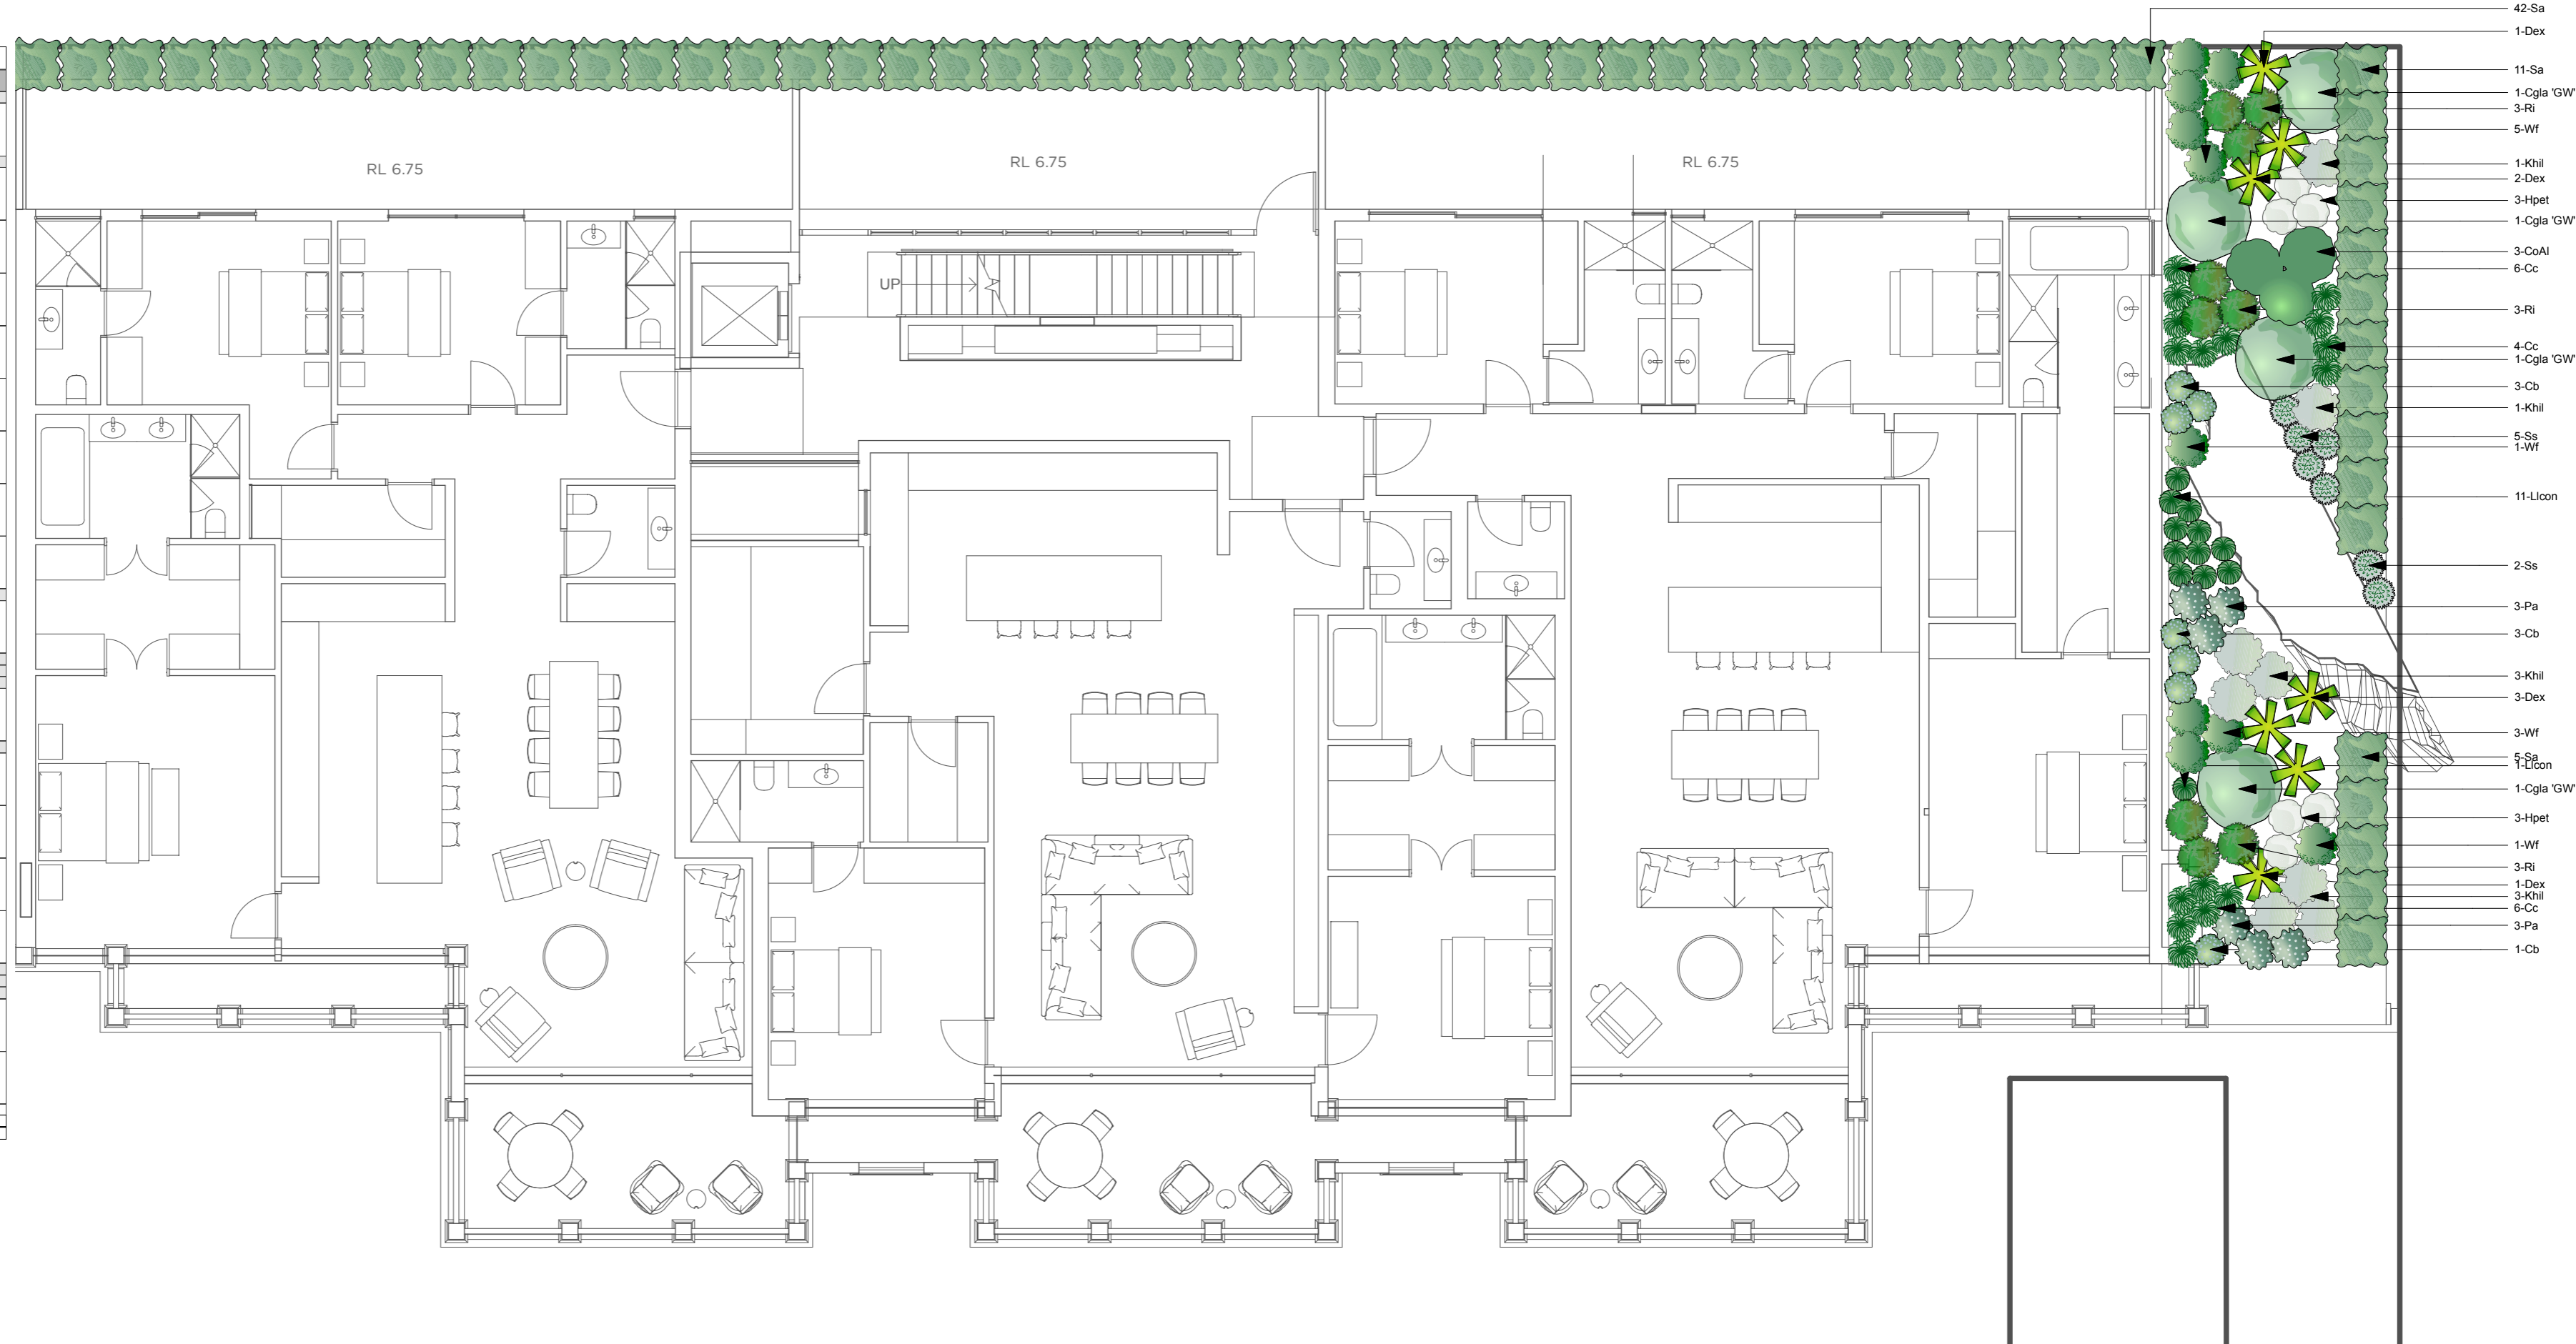 42-Sa
1-Dex
11-Sa
1-Cgla 'GW'
3-Ri
5-Wf
RL 6.75
RL 6.75
RL 6.75
1-Khil
2-Dex
3-Hpet
1-Cgla 'GW'
3-CoAl
6-Cc
UP
3-Ri
4-Cc
1-Cgla 'GW'
3-Cb
1-Khil
5-Ss
1-Wf
11-LIcon
2-Ss
3-Pa
3-Cb
3-Khil
3-Dex
3-Wf
5-Sa
1-LIcon
1-Cgla 'GW'
3-Hpet
1-Wf
3-Ri
1-Dex
3-Khil
6-Cc
3-Pa
1-Cb